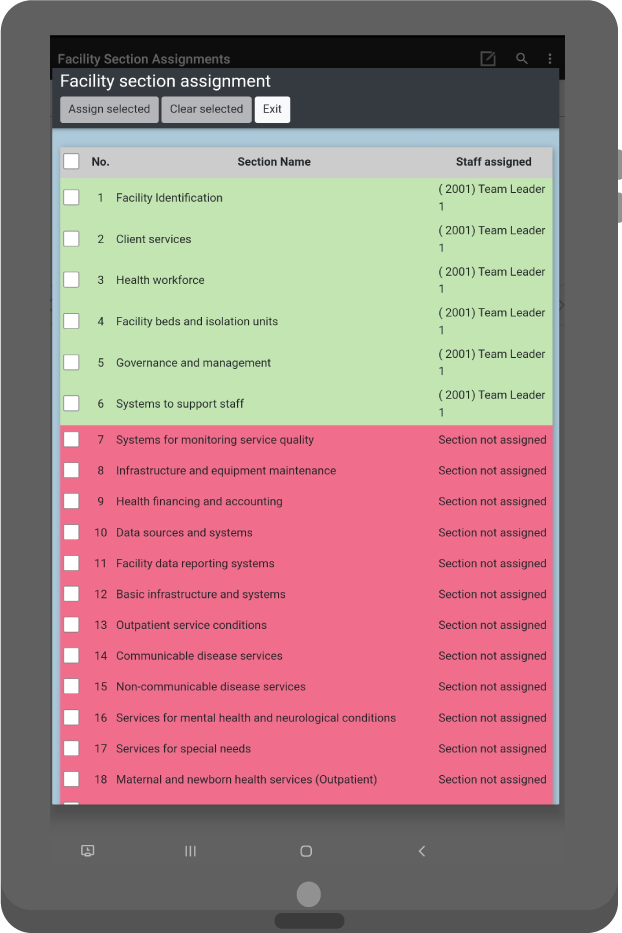 Facility Section Assignments
Facility section assignment
Assign selected Clear selected Exit
No. Section Name Staff assigned
1 Facility Identification ( 2001) Team Leader 1
2 Client services ( 2001) Team Leader 1
3 Health workforce ( 2001) Team Leader 1
4 Facility beds and isolation units ( 2001) Team Leader 1
5 Governance and management ( 2001) Team Leader 1
6 Systems to support staff ( 2001) Team Leader 1
7 Systems for monitoring service quality Section not assigned
8 Infrastructure and equipment maintenance Section not assigned
9 Health financing and accounting Section not assigned
10 Data sources and systems Section not assigned
11 Facility data reporting systems Section not assigned
12 Basic infrastructure and systems Section not assigned
13 Outpatient service conditions Section not assigned
14 Communicable disease services Section not assigned
15 Non-communicable disease services Section not assigned
16 Services for mental health and neurological conditions Section not assigned
17 Services for special needs Section not assigned
18 Maternal and newborn health services (Outpatient) Section not assigned